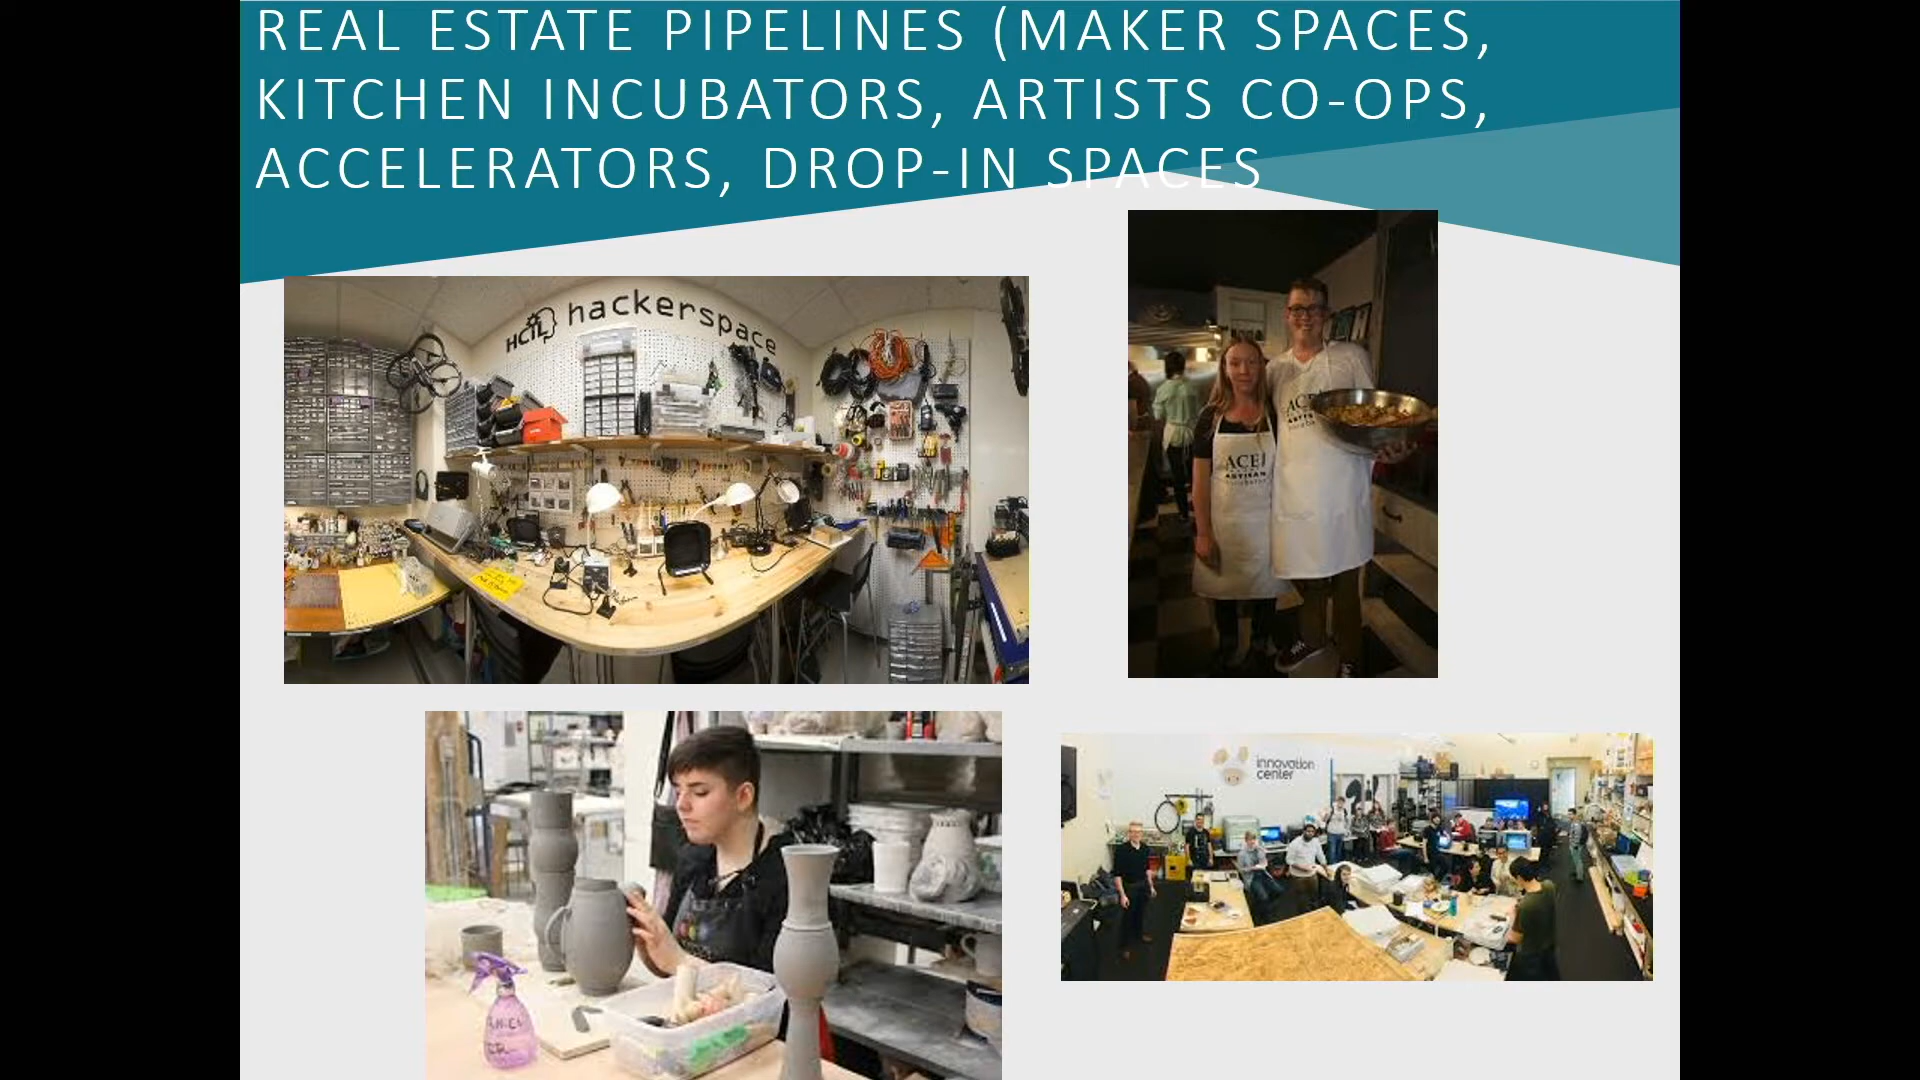 REAL ESTATE PIPELINES (MAKER SPACES,
KITCHEN INCUBATORS, ARTISTS CO-OPS,
ACCELERATORS, DROP-IN SPACES
HCIL hackerspace
ACE
ARTISAN
innovation
center